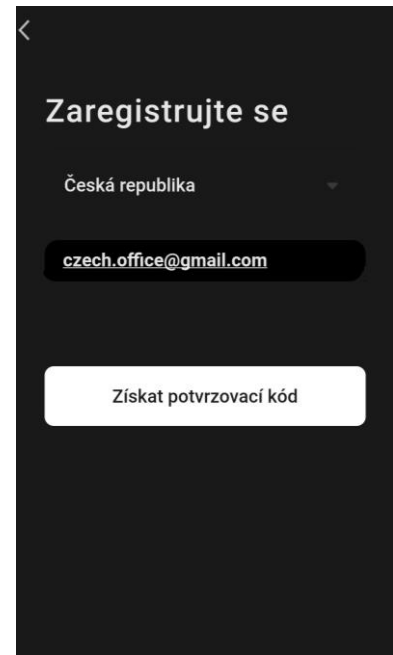 Zaregistrujte se
Česká republika
czech.office@gmail.com
Získat potvrzovací kód